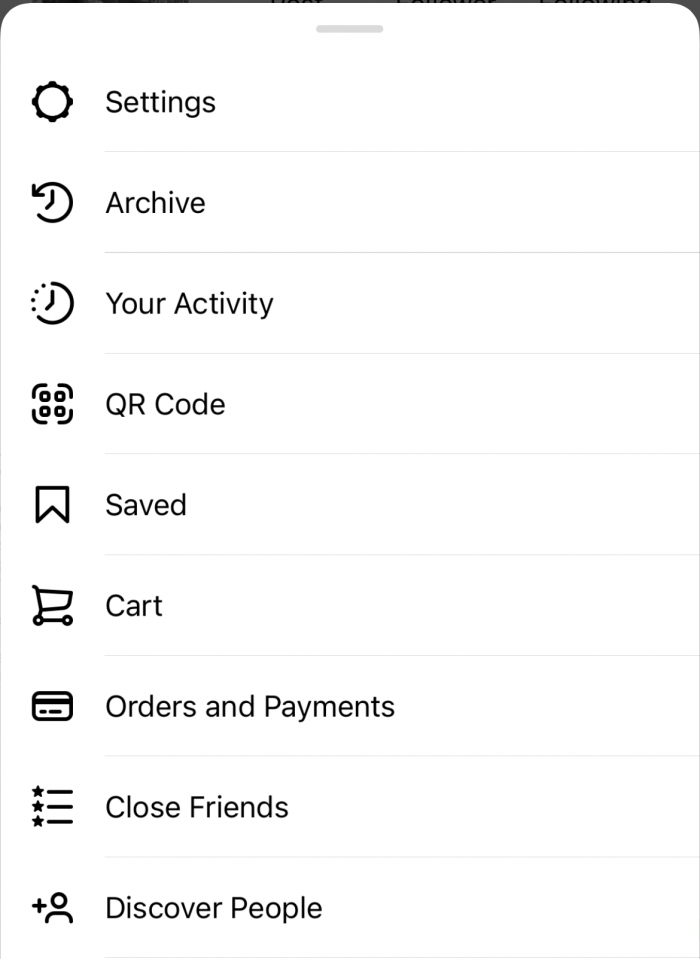 Settings
Archive
Your Activity
QR Code
Saved
Cart
Orders and Payments
Close Friends
Discover People